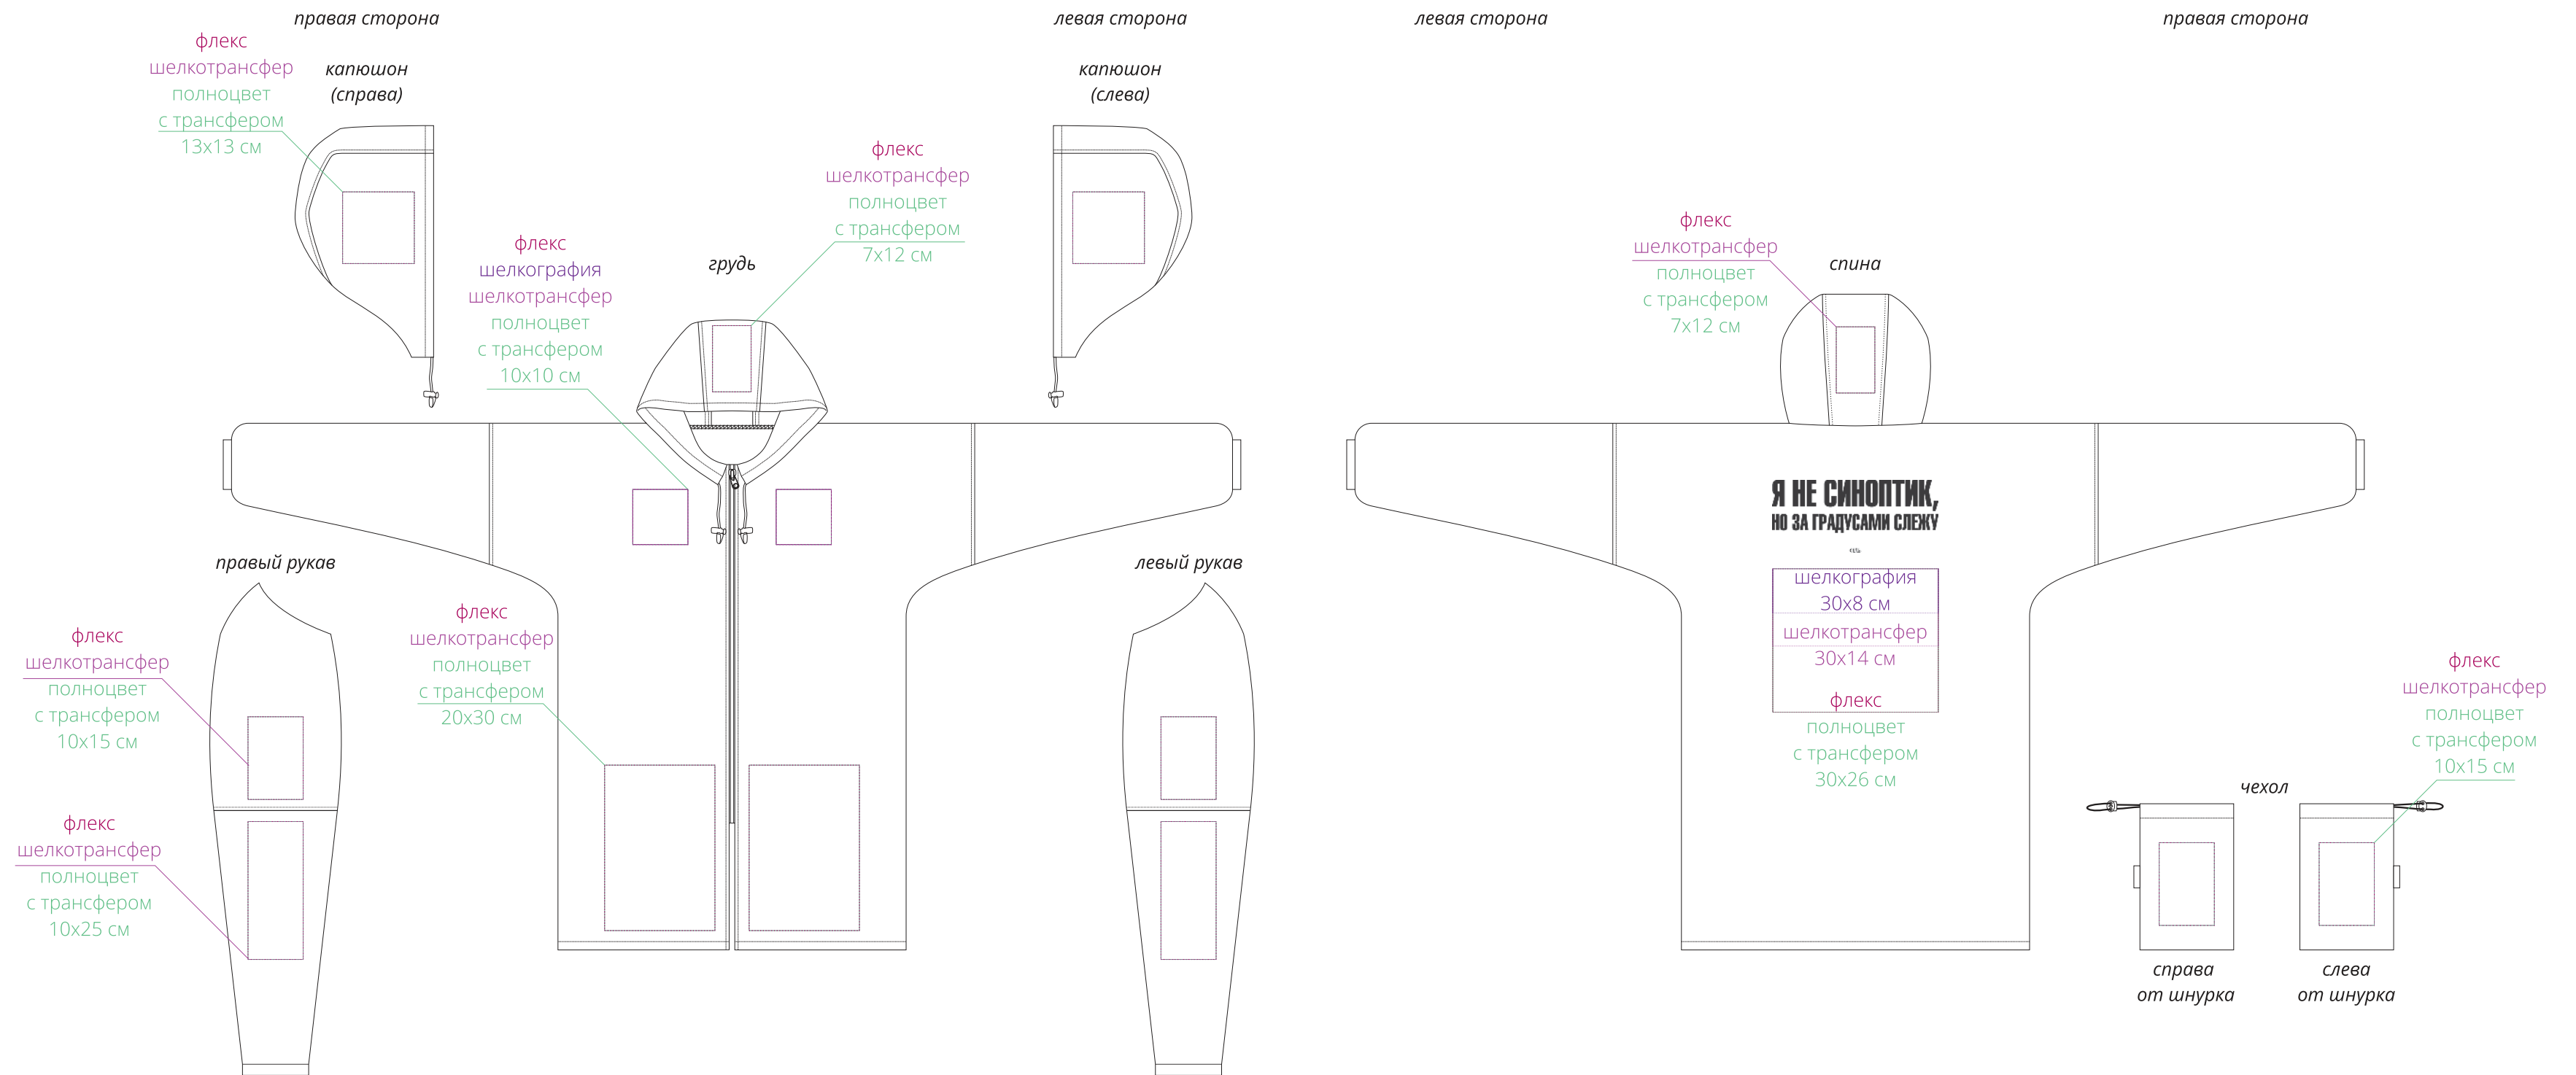 правая сторона
левая сторона
левая сторона
правая сторона
флекс
шелкотрансфер
полноцвет
с трансфером
13х13 см
капюшон
(справа)
капюшон
(слева)
флекс
шелкотрансфер
полноцвет
с трансфером
7х12 см
флекс
шелкография
шелкотрансфер
полноцвет
с трансфером
10х10 см
грудь
флекс
шелкотрансфер
полноцвет
с трансфером
7х12 см
спина
Я НЕ СИНОПТИК,
НО ЗА ГРАДУСАМИ СЛЕЖУ
правый рукав
левый рукав
флекс
шелкотрансфер
полноцвет
с трансфером
10х15 см
флекс
шелкотрансфер
полноцвет
с трансфером
20х30 см
флекс
шелкотрансфер
полноцвет
с трансфером
10х25 см
шелкография
30х8 см
шелкотрансфер
30х14 см
флекс
полноцвет
с трансфером
30х26 см
флекс
шелкотрансфер
полноцвет
с трансфером
10х15 см
чехол
справа
от шнурка
слева
от шнурка